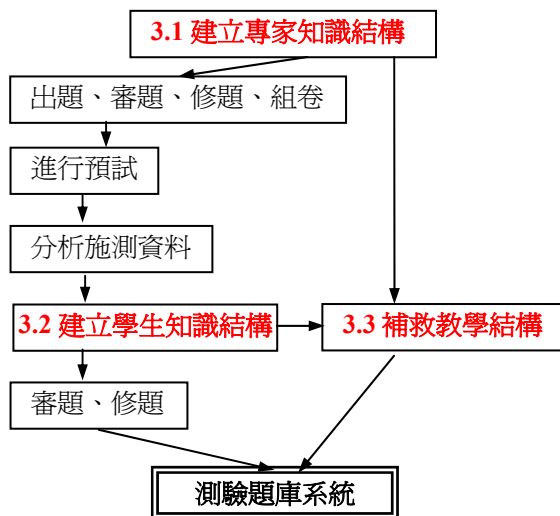 3.1 建立專家知識結構
出題、審題、修題、組卷
進行預試
分析施測資料
3.2 建立學生知識結構
3.3 補救教學結構
審題、修題
測驗題庫系統